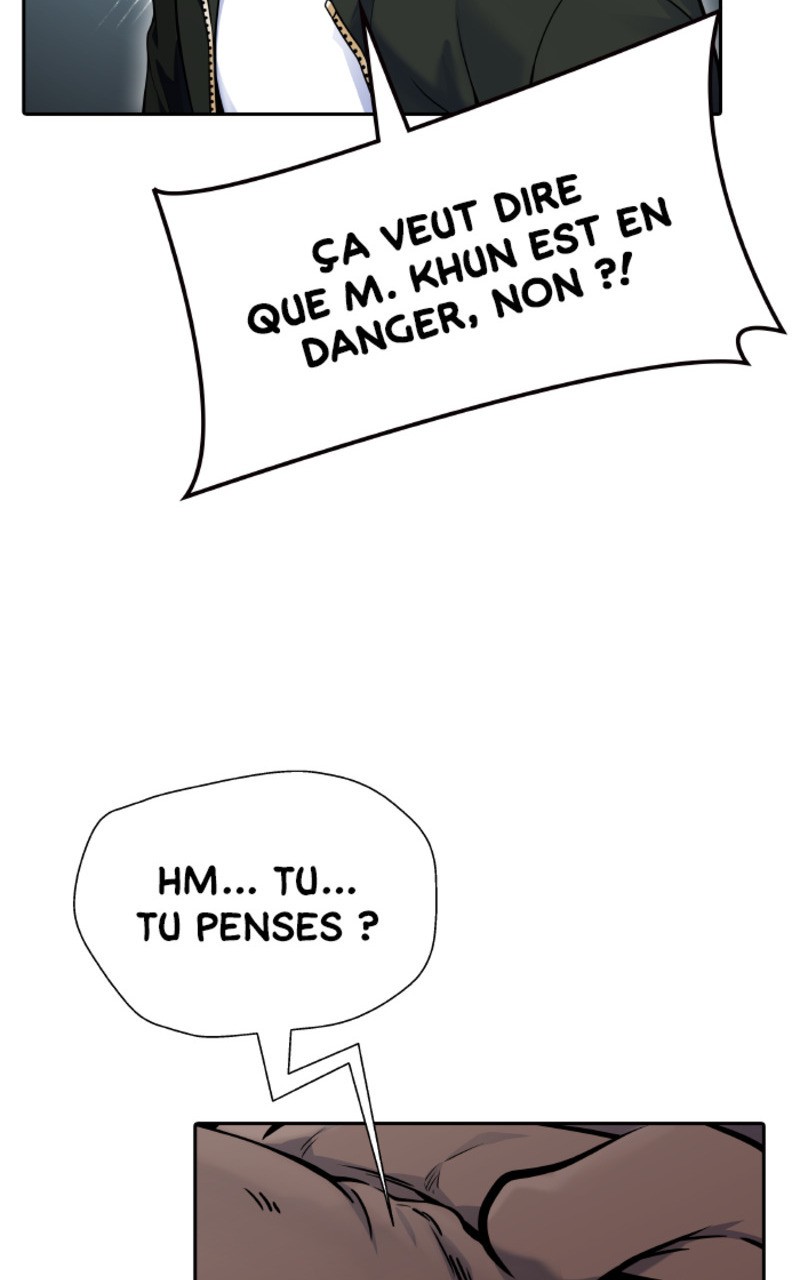 ÇA VEUT DIRE
QUE M. KHUN EST EN
DANGER, NON ?!
HM... TU...
TU PENSES ?